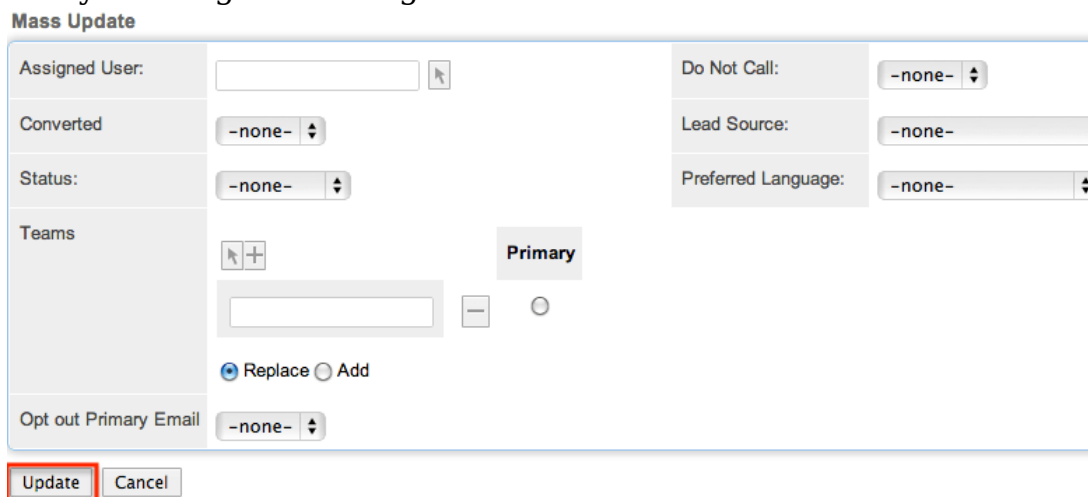 Mass Update
Assigned User:
Do Not Call: -none-
Converted -none-
Lead Source: -none-
Status: -none-
Preferred Language: -none-
Teams
Primary
Replace Add
Opt out Primary Email -none-
Update Cancel